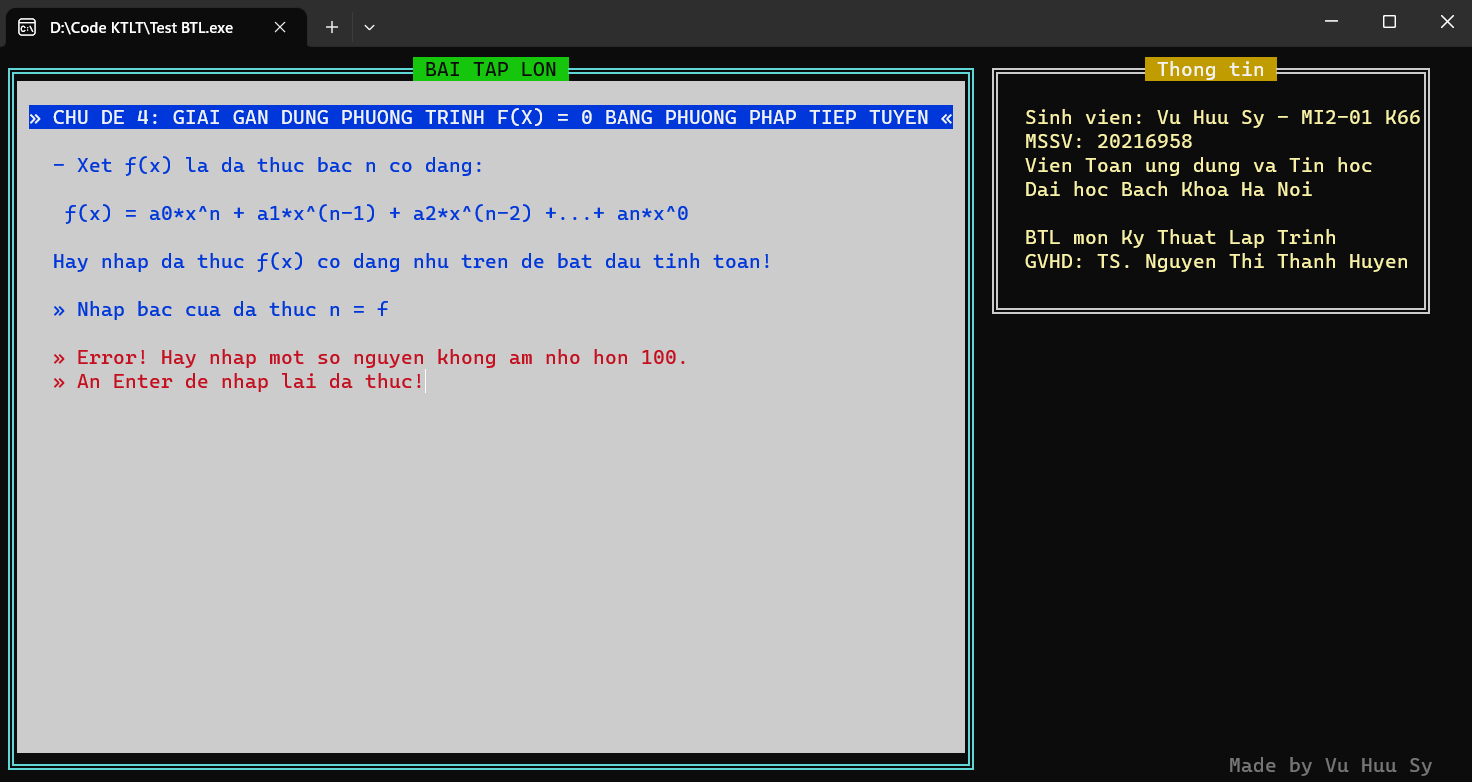 D:\Code KTLT\Test BTL.exe
BAI TAP LON
» CHU DE 4: GIAI GAN DUNG PHUONG TRINH F(X) = 0 BANG PHUONG PHAP TIEP TUYEN «
- Xet ƒ(x) la da thuc bac n co dang:
ƒ(x) = a0*x^n + a1*x^(n-1) + a2*x^(n-2) +...+ an*x^0
Hay nhap da thuc ƒ(x) co dang nhu tren de bat dau tinh toan!
» Nhap bac cua da thuc n = f
» Error! Hay nhap mot so nguyen khong am nho hon 100.
» An Enter de nhap lai da thuc!
Thong tin
Sinh vien: Vu Huu Sy - MI2-01 K66
MSSV: 20216958
Vien Toan ung dung va Tin hoc
Dai hoc Bach Khoa Ha Noi
BTL mon Ky Thuat Lap Trinh
GVHD: TS. Nguyen Thi Thanh Huyen
Made by Vu Huu Sy